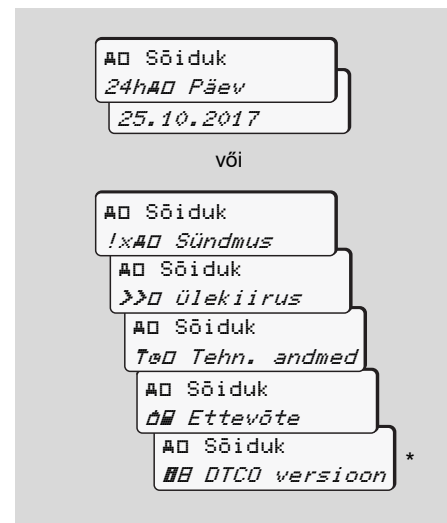 Sõiduk
24h Päev
25.10.2017
või
Sõiduk
!x Sündmus
Sõiduk
>> ülekiirus
Sõiduk
Tehn. andmed
Sõiduk
Ettevõte
Sõiduk
DTCO versioon
*